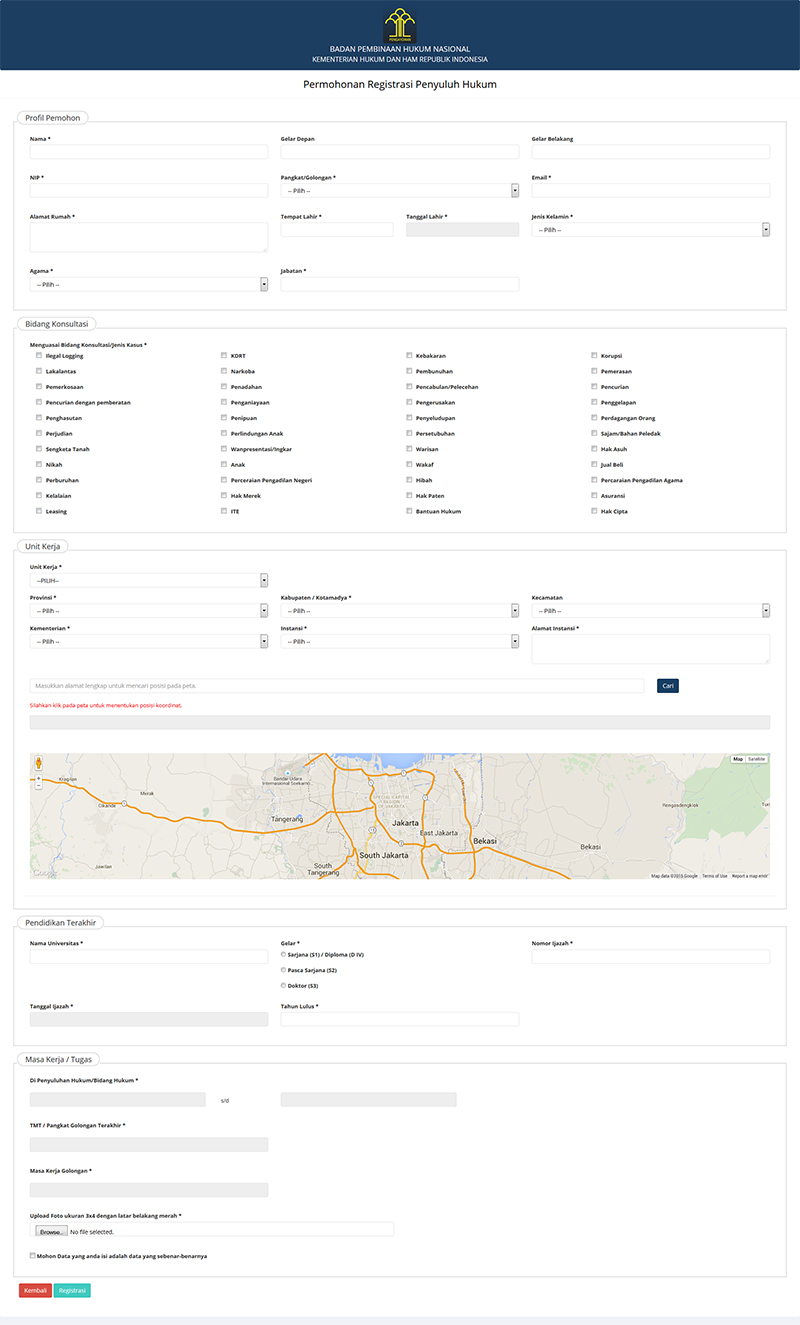 PENGAYOMAN
BADAN PEMBINAAN HUKUM NASIONAL
KEMENTERIAN HUKUM DAN HAM REPUBLIK INDONESIA
Permohonan Registrasi Penyuluh Hukum
Profil Pemohon
Nama * Gelar Depan Gelar Belakang
NIP * Pangkat/Golongan * Email *
-- Pilih --
Alamat Rumah * Tempat Lahir * Tanggal Lahir * Jenis Kelamin *
-- Pilih --
Agama * Jabatan *
-- Pilih --
Bidang Konsultasi
Menguasai Bidang Konsultasi/Jenis Kasus *
Ilegal Logging KDRT Kebakaran Korupsi
Lakalantas Narkoba Pembunuhan Pemerasan
Pemerkosaan Penadahan Pencabulan/Pelecehan Pencurian
Pencurian dengan pemberatan Penganiayaan Pengerusakan Penggelapan
Penghasutan Penipuan Penyeludupan Perdagangan Orang
Perjudian Perlindungan Anak Persetubuhan Sajam/Bahan Peledak
Sengketa Tanah Wanprestasi/Ingkar Warisan Hak Asuh
Nikah Anak Wakaf Jual Beli
Perburuhan Perceraian Pengadilan Negeri Hibah Percaraian Pengadilan Agama
Kelalaian Hak Merek Hak Paten Asuransi
Leasing ITE Bantuan Hukum Hak Cipta
Unit Kerja
Unit Kerja *
--PILIH--
Provinsi * Kabupaten / Kotamadya * Kecamatan
-- Pilih -- -- Pilih -- -- Pilih --
Kementerian * Instansi * Alamat Instansi *
-- Pilih -- -- Pilih --
Masukkan alamat lengkap untuk mencari posisi pada peta. Cari
Silahkan klik pada peta untuk menentukan posisi koordinat.
Map Satellite
Bandar Udara
Internasional Soekarno
Kragilan
Merak
Cikande
SPECIAL CAPITAL
REGION
OF JAKARTA
Pengasdengklok
Tangerang
Jakarta
East Jakarta
Bekasi
Bekasi
South Jakarta
South
Tangerang
Jawilan
Google
Map data ©2015 Google Terms of Use Report a map error
Pendidikan Terakhir
Nama Universitas * Gelar * Nomor Ijazah *
Sarjana (S1) / Diploma (D IV)
Pasca Sarjana (S2)
Doktor (S3)
Tanggal Ijazah * Tahun Lulus *
Masa Kerja / Tugas
Di Penyuluhan Hukum/Bidang Hukum *
s/d
TMT / Pangkat Golongan Terakhir *
Masa Kerja Golongan *
Upload Foto ukuran 3x4 dengan latar belakang merah *
Browse... No file selected.
Mohon Data yang anda isi adalah data yang sebenar-benarnya
Kembali Registrasi